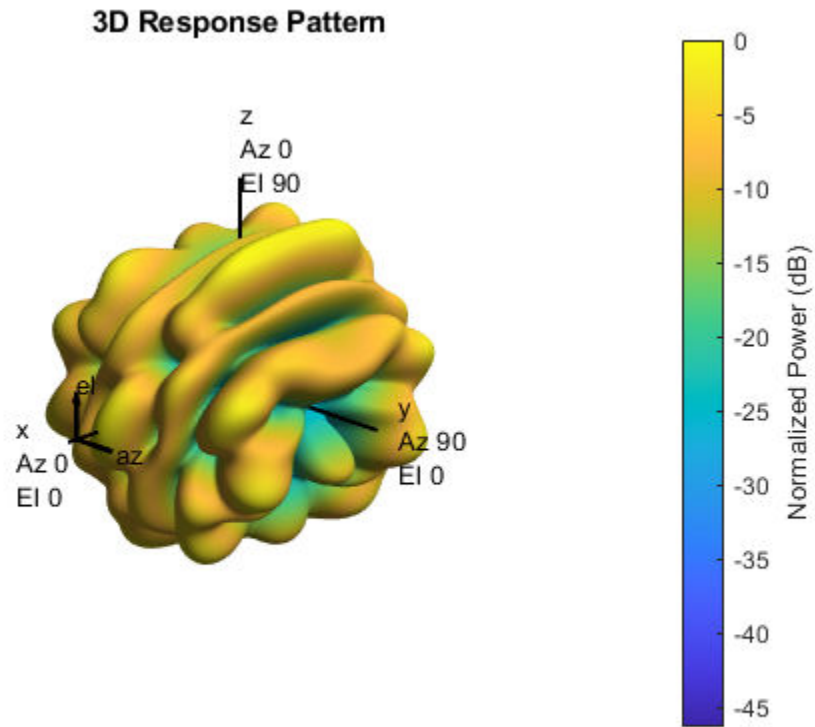 3D Response Pattern
z
Az 0
El 90
el
x
Az 0
El 0
az
y
Az 90
El 0
0
-5
-10
-15
-20
-25
-30
-35
-40
-45
Normalized Power (dB)